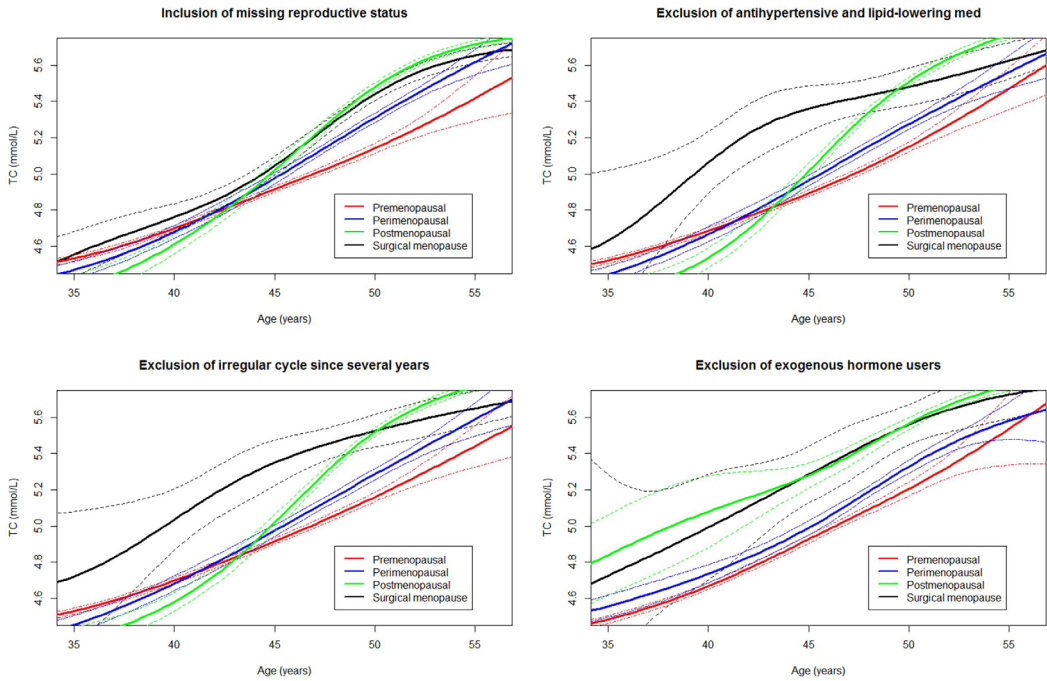 Inclusion of missing reproductive status
TC (mmol/L)
5.6
5.4
5.2
5.0
4.8
4.6
Premenopausal
Perimenopausal
Postmenopausal
Surgical menopause
35 40 45 50 55
Age (years)
Exclusion of antihypertensive and lipid-lowering med
TC (mmol/L)
5.6
5.4
5.2
5.0
4.8
4.6
Premenopausal
Perimenopausal
Postmenopausal
Surgical menopause
35 40 45 50 55
Age (years)
Exclusion of irregular cycle since several years
TC (mmol/L)
5.6
5.4
5.2
5.0
4.8
4.6
Premenopausal
Perimenopausal
Postmenopausal
Surgical menopause
35 40 45 50 55
Age (years)
Exclusion of exogenous hormone users
TC (mmol/L)
5.6
5.4
5.2
5.0
4.8
4.6
Premenopausal
Perimenopausal
Postmenopausal
Surgical menopause
35 40 45 50 55
Age (years)